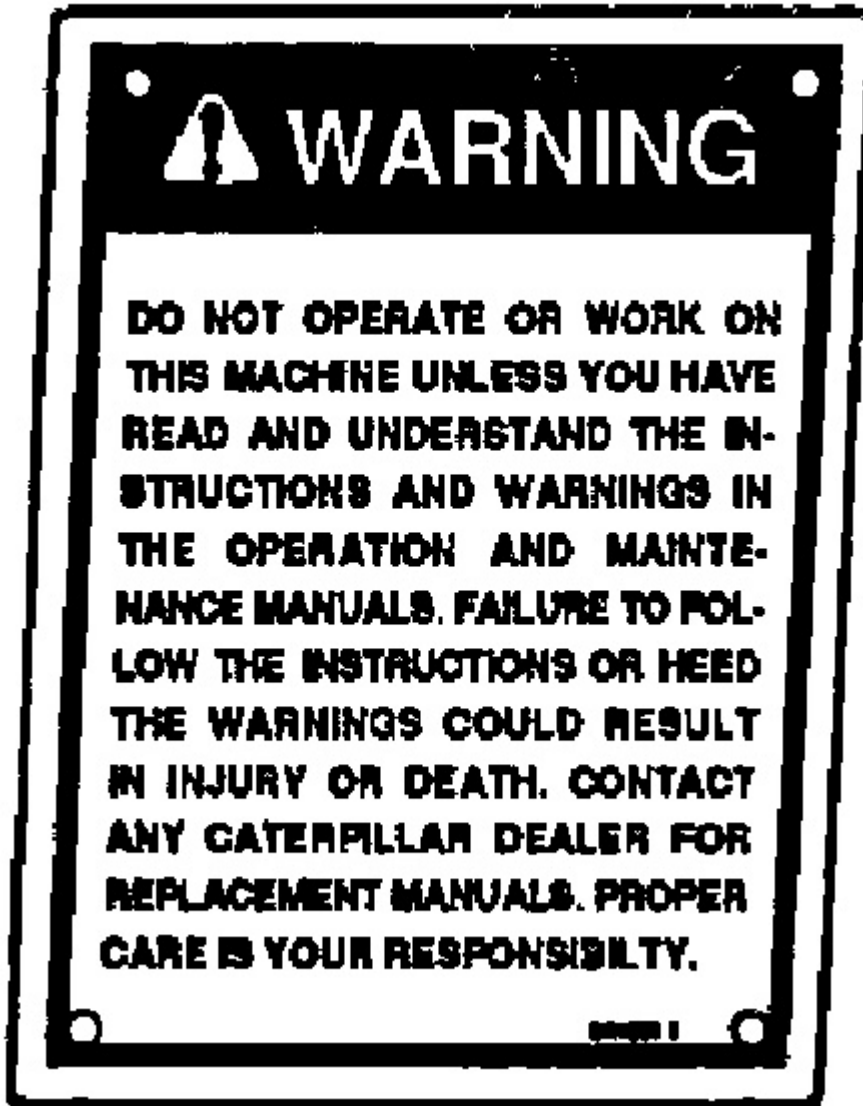 WARNING
DO NOT OPERATE OR WORK ON
THIS MACHINE UNLESS YOU HAVE
READ AND UNDERSTAND THE IN-
STRUCTIONS AND WARNINGS IN
THE OPERATION AND MAINTE-
NANCE MANUALS. FAILURE TO FOL-
LOW THE INSTRUCTIONS OR HEED
THE WARNINGS COULD RESULT
IN INJURY OR DEATH. CONTACT
ANY CATERPILLAR DEALER FOR
REPLACEMENT MANUALS. PROPER
CARE IS YOUR RESPONSIBILTY.